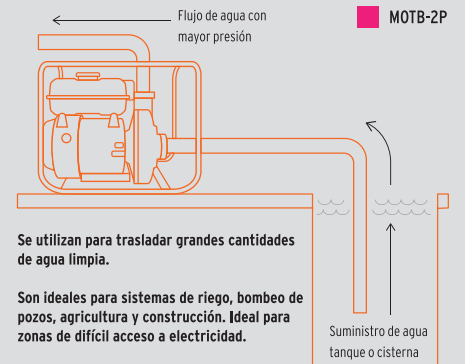 Flujo de agua con
mayor presión
MOTB-2P
Se utilizan para trasladar grandes cantidades
de agua limpia.
Son ideales para sistemas de riego, bombeo de
pozos, agricultura y construcción. Ideal para
zonas de difícil acceso a electricidad.
Suministro de agua
tanque o cisterna